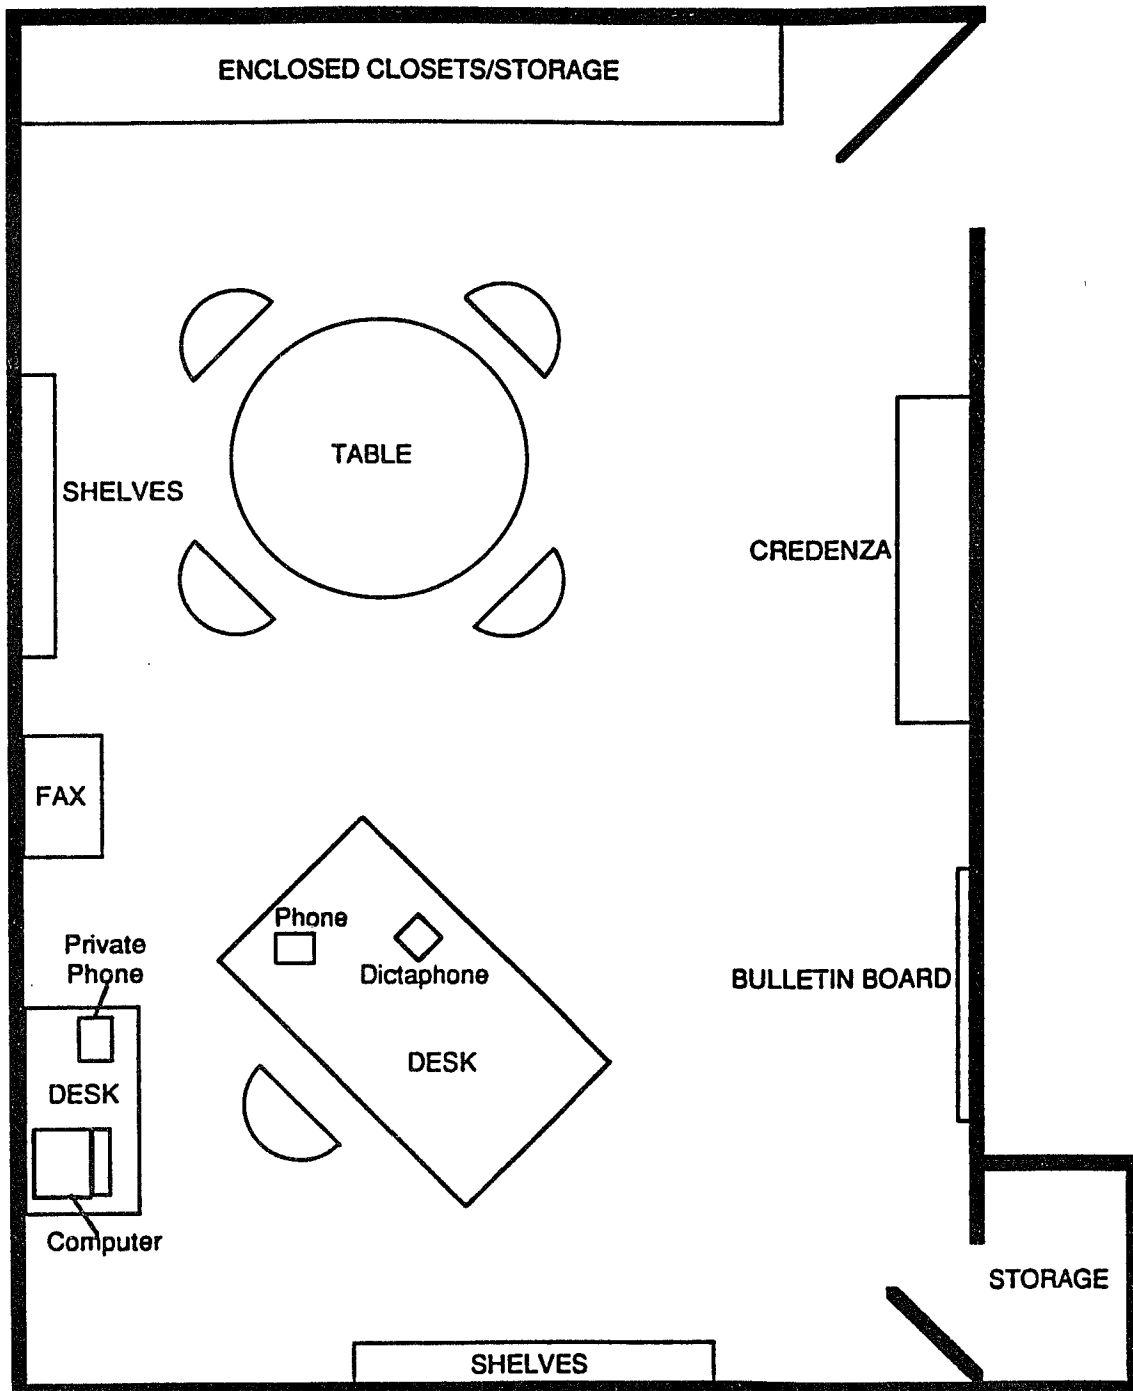 ENCLOSED CLOSETS/STORAGE
TABLE
SHELVES
CREDENZA
FAX
Phone
Private
Phone
Dictaphone
BULLETIN BOARD
DESK
DESK
Computer
STORAGE
SHELVES